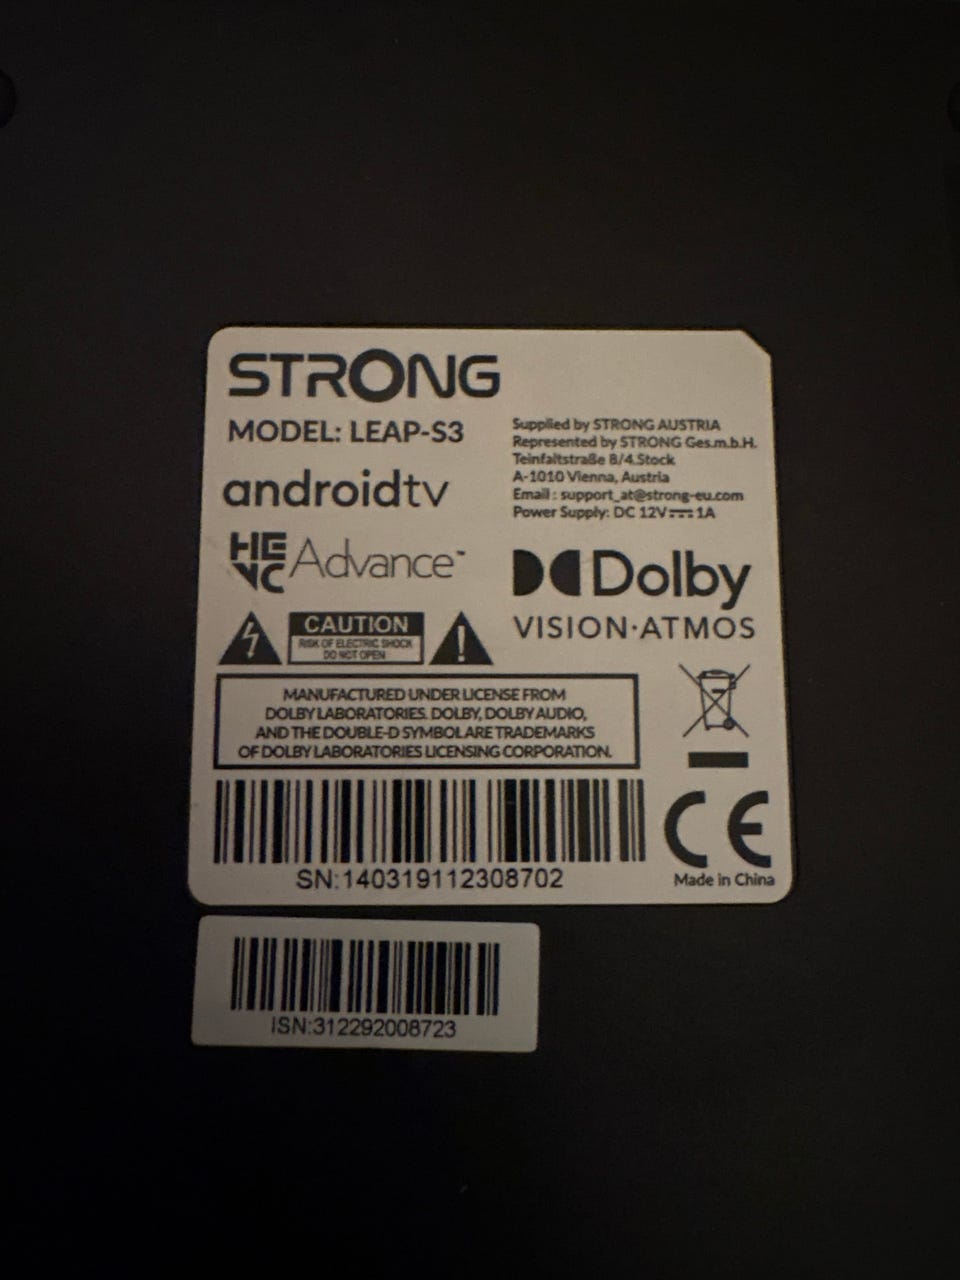 STRONG
MODEL: LEAP-S3
androidtv
HEVC Advance™
Supplied by STRONG AUSTRIA
Represented by STRONG Ges.m.b.H.
Teinfaltstraße 8/4.Stock
A-1010 Vienna, Austria
Email : support_at@strong-eu.com
Power Supply: DC 12V⎓1A
Dolby
VISION·ATMOS
CAUTION
RISK OF ELECTRIC SHOCK
DO NOT OPEN
MANUFACTURED UNDER LICENSE FROM
DOLBY LABORATORIES. DOLBY, DOLBY AUDIO,
AND THE DOUBLE-D SYMBOL ARE TRADEMARKS
OF DOLBY LABORATORIES LICENSING CORPORATION.
SN:140319112308702
CE
Made in China
ISN:312292008723